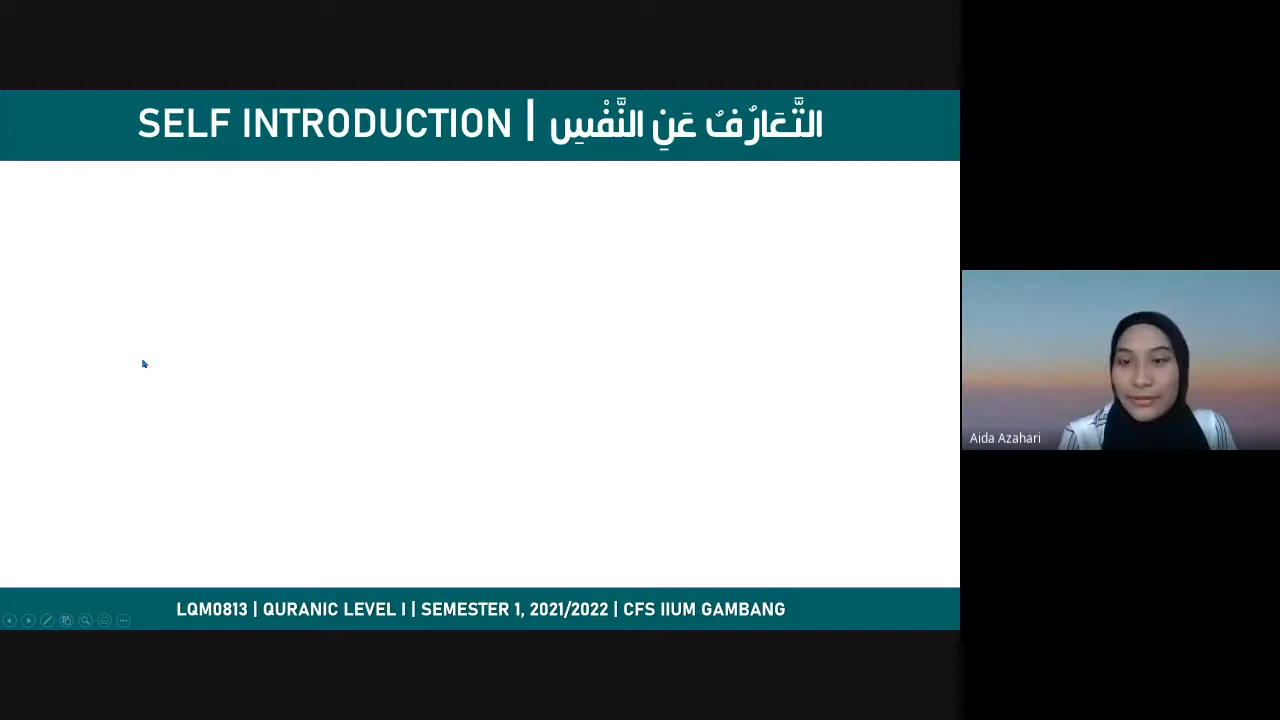 SELF INTRODUCTION | التَّعَارُفُ عَنِ النَّفْسِ
Aida Azahari
LQM0813 | QURANIC LEVEL I | SEMESTER 1, 2021/2022 | CFS IIUM GAMBANG